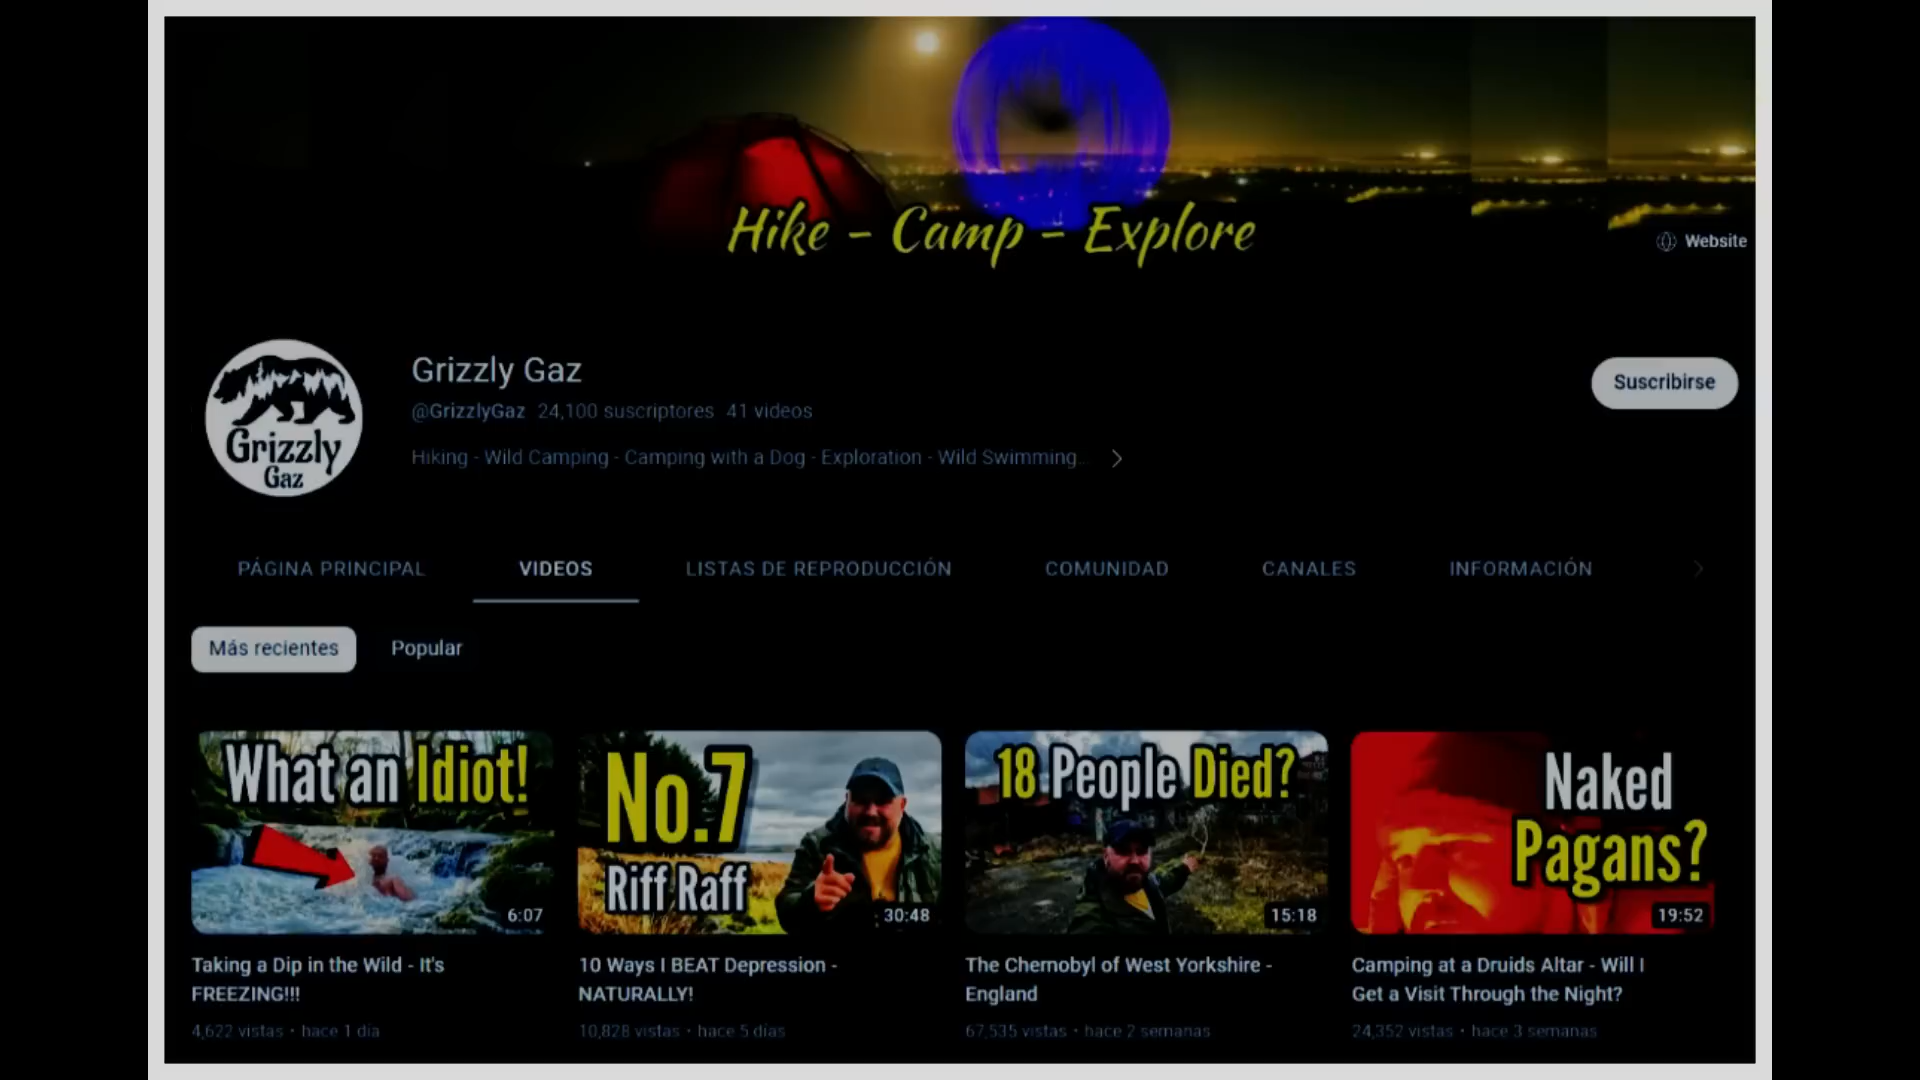 Hike - Camp - Explore
Website
Grizzly
Gaz
Grizzly Gaz
@GrizzlyGaz 24,100 suscriptores 41 videos
Hiking - Wild Camping - Camping with a Dog - Exploration - Wild Swimming...
Suscribirse
PÁGINA PRINCIPAL VIDEOS LISTAS DE REPRODUCCIÓN COMUNIDAD CANALES INFORMACIÓN
Más recientes Popular
What an Idiot!
6:07
No.7
Riff Raff
30:48
18 People Died?
15:18
Naked
Pagans?
19:52
Taking a Dip in the Wild - It's
FREEZING!!!
4,622 vistas • hace 1 día
10 Ways I BEAT Depression -
NATURALLY!
10,828 vistas • hace 5 días
The Chernobyl of West Yorkshire -
England
67,535 vistas • hace 2 semanas
Camping at a Druids Altar - Will I
Get a Visit Through the Night?
24,352 vistas • hace 3 semanas